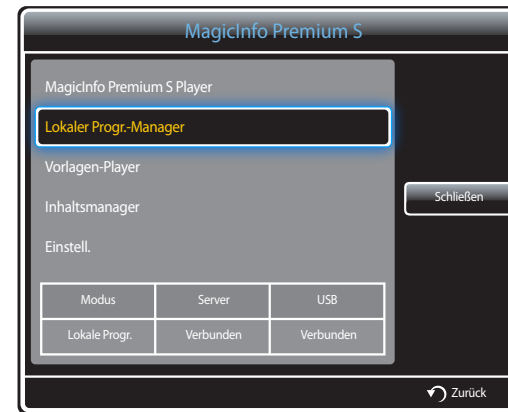 MagicInfo Premium S
MagicInfo Premium S Player
Lokaler Progr.-Manager
Vorlagen-Player
Inhaltsmanager
Einstell.
Schließen
Modus Server USB
Lokale Progr. Verbunden Verbunden
Zurück